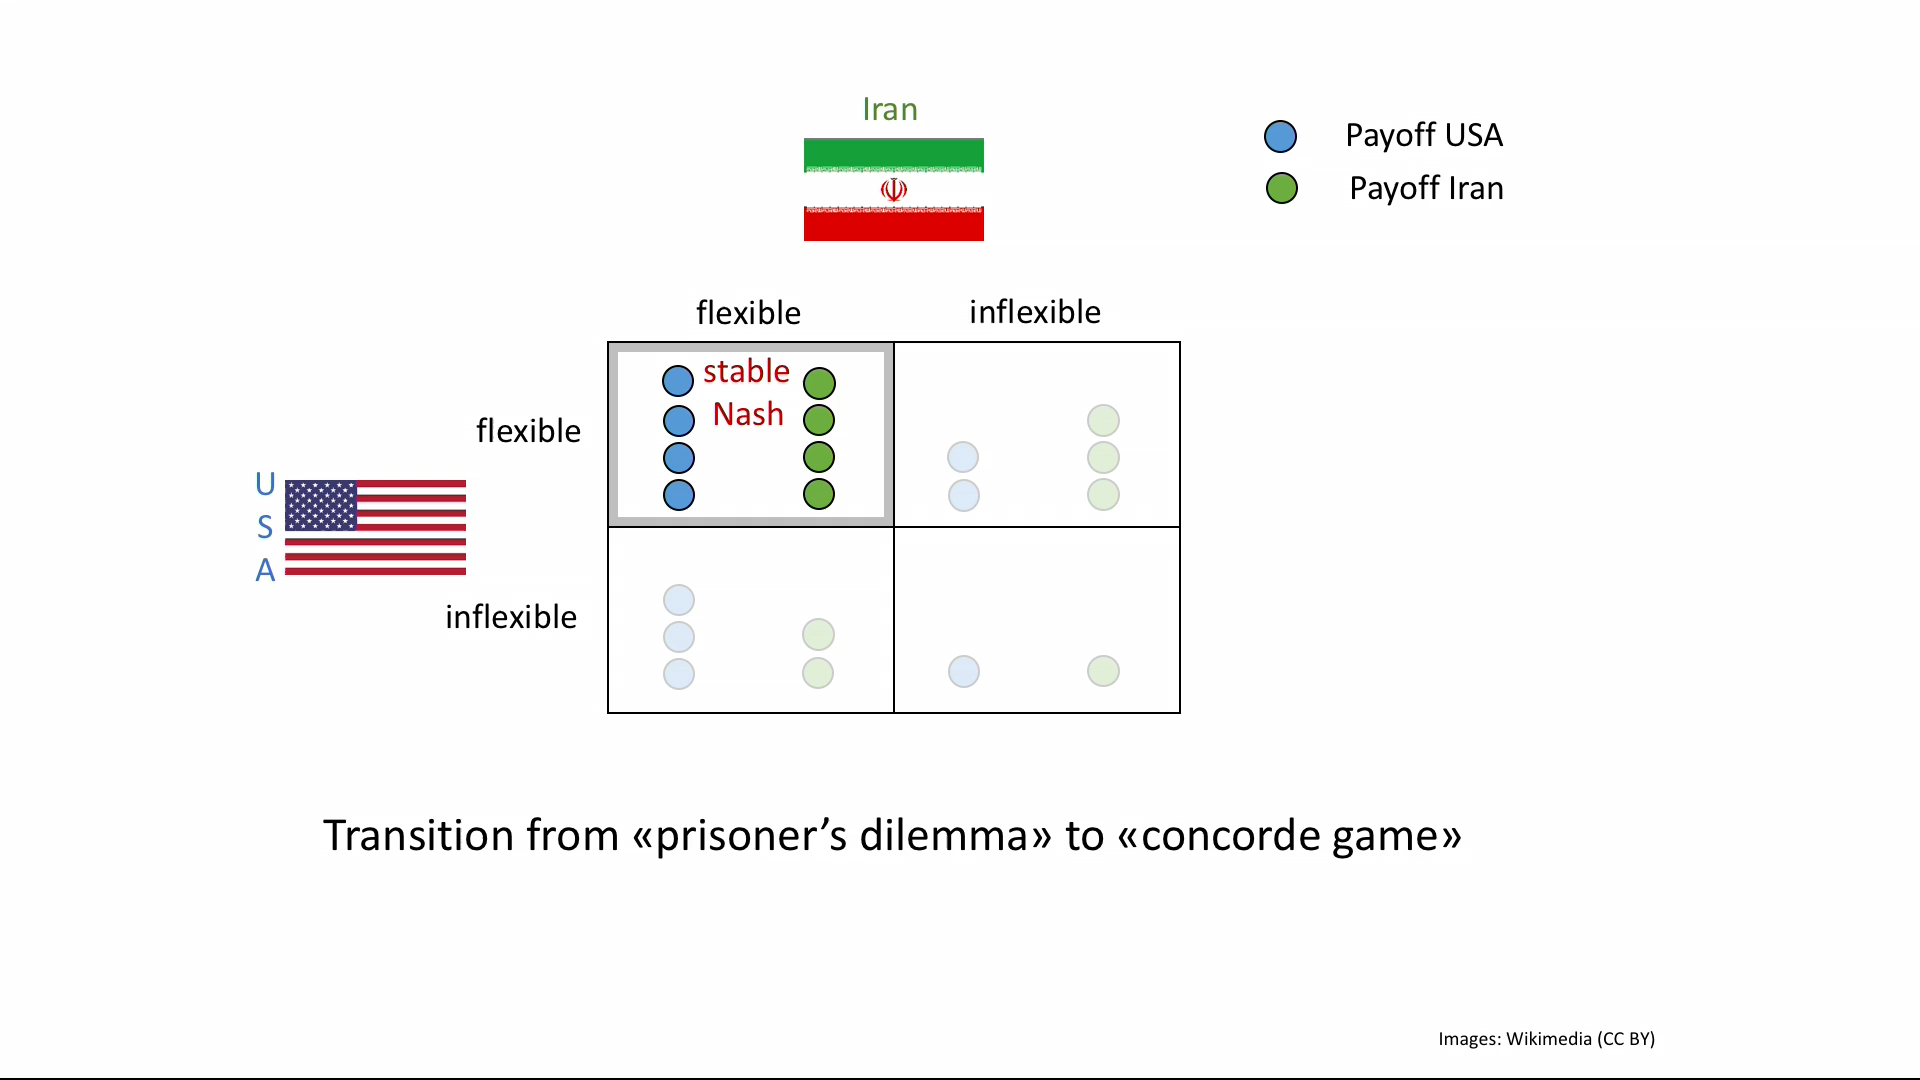 Iran
Payoff USA
Payoff Iran
flexible
inflexible
stable
Nash
flexible
U
S
A
inflexible
Transition from «prisoner’s dilemma» to «concorde game»
Images: Wikimedia (CC BY)